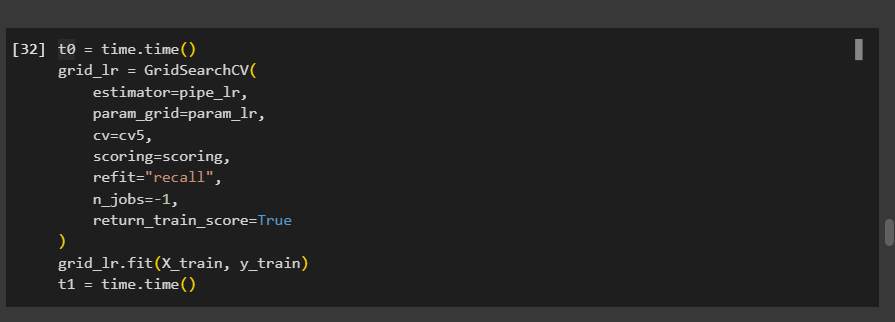 [32] t0 = time.time()
grid_lr = GridSearchCV(
    estimator=pipe_lr,
    param_grid=param_lr,
    cv=cv5,
    scoring=scoring,
    refit="recall",
    n_jobs=-1,
    return_train_score=True
)
grid_lr.fit(X_train, y_train)
t1 = time.time()